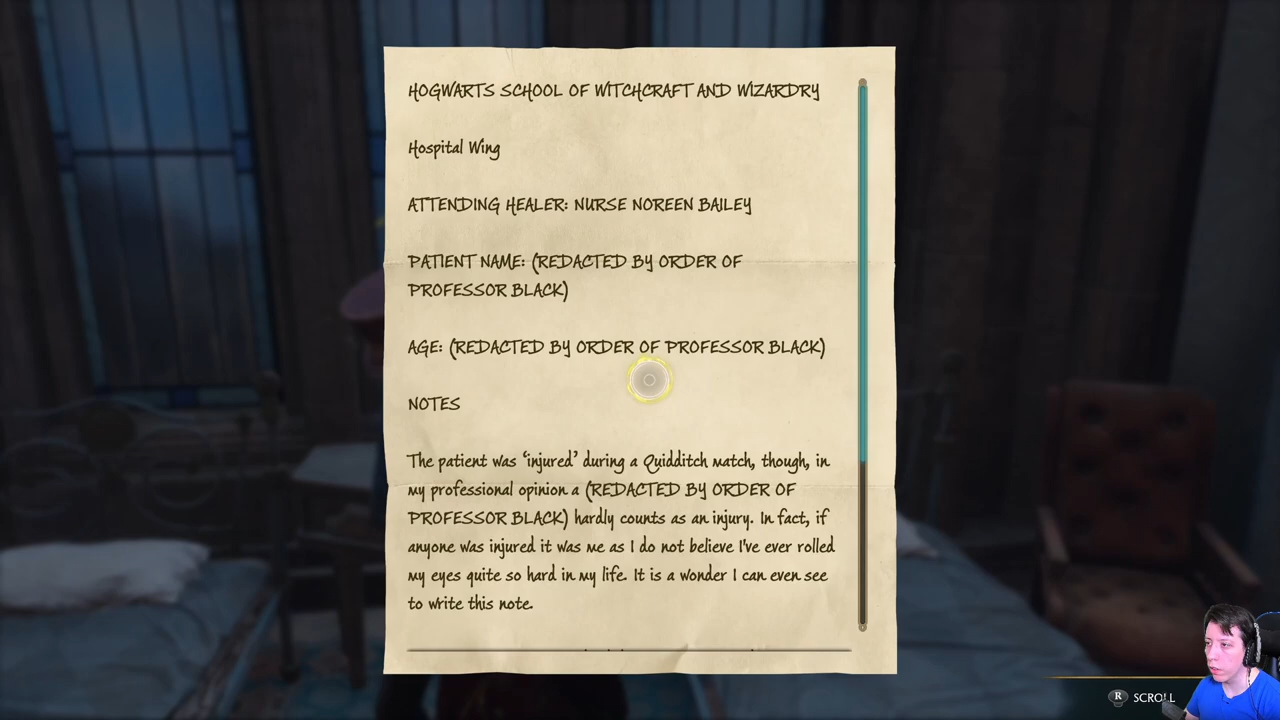 HOGWARTS SCHOOL OF WITCHCRAFT AND WIZARDRY
Hospital Wing
ATTENDING HEALER: NURSE NOREEN BAILEY
PATIENT NAME: (REDACTED BY ORDER OF
PROFESSOR BLACK)
AGE: (REDACTED BY ORDER OF PROFESSOR BLACK)
NOTES
The patient was ‘injured’ during a Quidditch match, though, in
my professional opinion a (REDACTED BY ORDER OF
PROFESSOR BLACK) hardly counts as an injury. In fact, if
anyone was injured it was me as I do not believe I've ever rolled
my eyes quite so hard in my life. It is a wonder I can even see
to write this note.
R SCROLL